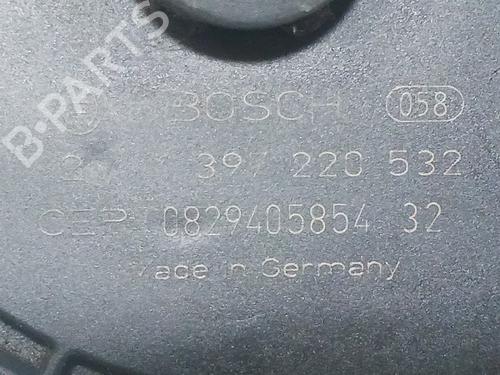 B-PARTS
BOSCH 058
397 220 532
CEP 0829405854 32
Made in Germany